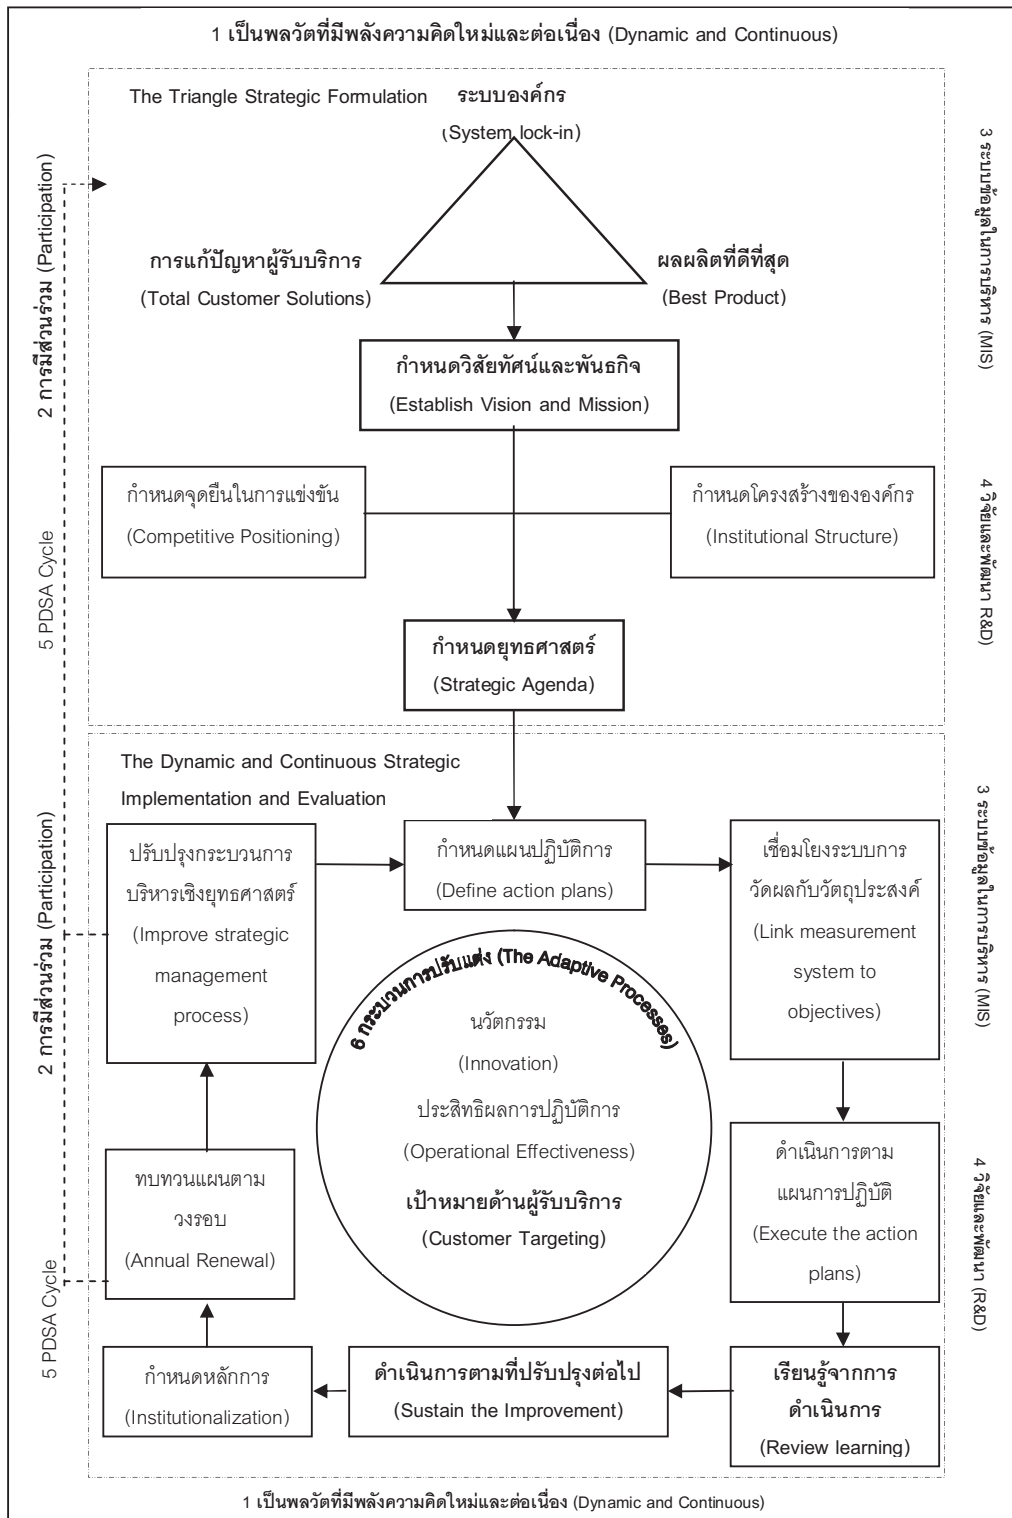 1 เป็นพลวัตที่มีพลังความคิดใหม่และต่อเนื่อง (Dynamic and Continuous)
The Triangle Strategic Formulation
ระบบองค์กร
(System lock-in)
การแก้ปัญหาผู้รับบริการ
(Total Customer Solutions)
ผลผลิตที่ดีที่สุด
(Best Product)
กำหนดวิสัยทัศน์และพันธกิจ
(Establish Vision and Mission)
กำหนดจุดยืนในการแข่งขัน
(Competitive Positioning)
กำหนดโครงสร้างขององค์กร
(Institutional Structure)
กำหนดยุทธศาสตร์
(Strategic Agenda)
2 การมีส่วนร่วม (Participation)
5 PDSA Cycle
3 ระบบข้อมูลในการบริหาร (MIS)
4 วิจัยและพัฒนา R&D)
The Dynamic and Continuous Strategic
Implementation and Evaluation
ปรับปรุงกระบวนการ
บริหารเชิงยุทธศาสตร์
(Improve strategic
management
process)
กำหนดแผนปฏิบัติการ
(Define action plans)
เชื่อมโยงระบบการ
วัดผลกับวัตถุประสงค์
(Link measurement
system to
objectives)
6 กระบวนการปรับแต่ง (The Adaptive Processes)
นวัตกรรม
(Innovation)
ประสิทธิผลการปฏิบัติการ
(Operational Effectiveness)
เป้าหมายด้านผู้รับบริการ
(Customer Targeting)
ทบทวนแผนตาม
วงรอบ
(Annual Renewal)
ดำเนินการตาม
แผนการปฏิบัติ
(Execute the action
plans)
กำหนดหลักการ
(Institutionalization)
ดำเนินการตามที่ปรับปรุงต่อไป
(Sustain the Improvement)
เรียนรู้จากการ
ดำเนินการ
(Review learning)
2 การมีส่วนร่วม (Participation)
5 PDSA Cycle
3 ระบบข้อมูลในการบริหาร (MIS)
4 วิจัยและพัฒนา (R&D)
1 เป็นพลวัตที่มีพลังความคิดใหม่และต่อเนื่อง (Dynamic and Continuous)